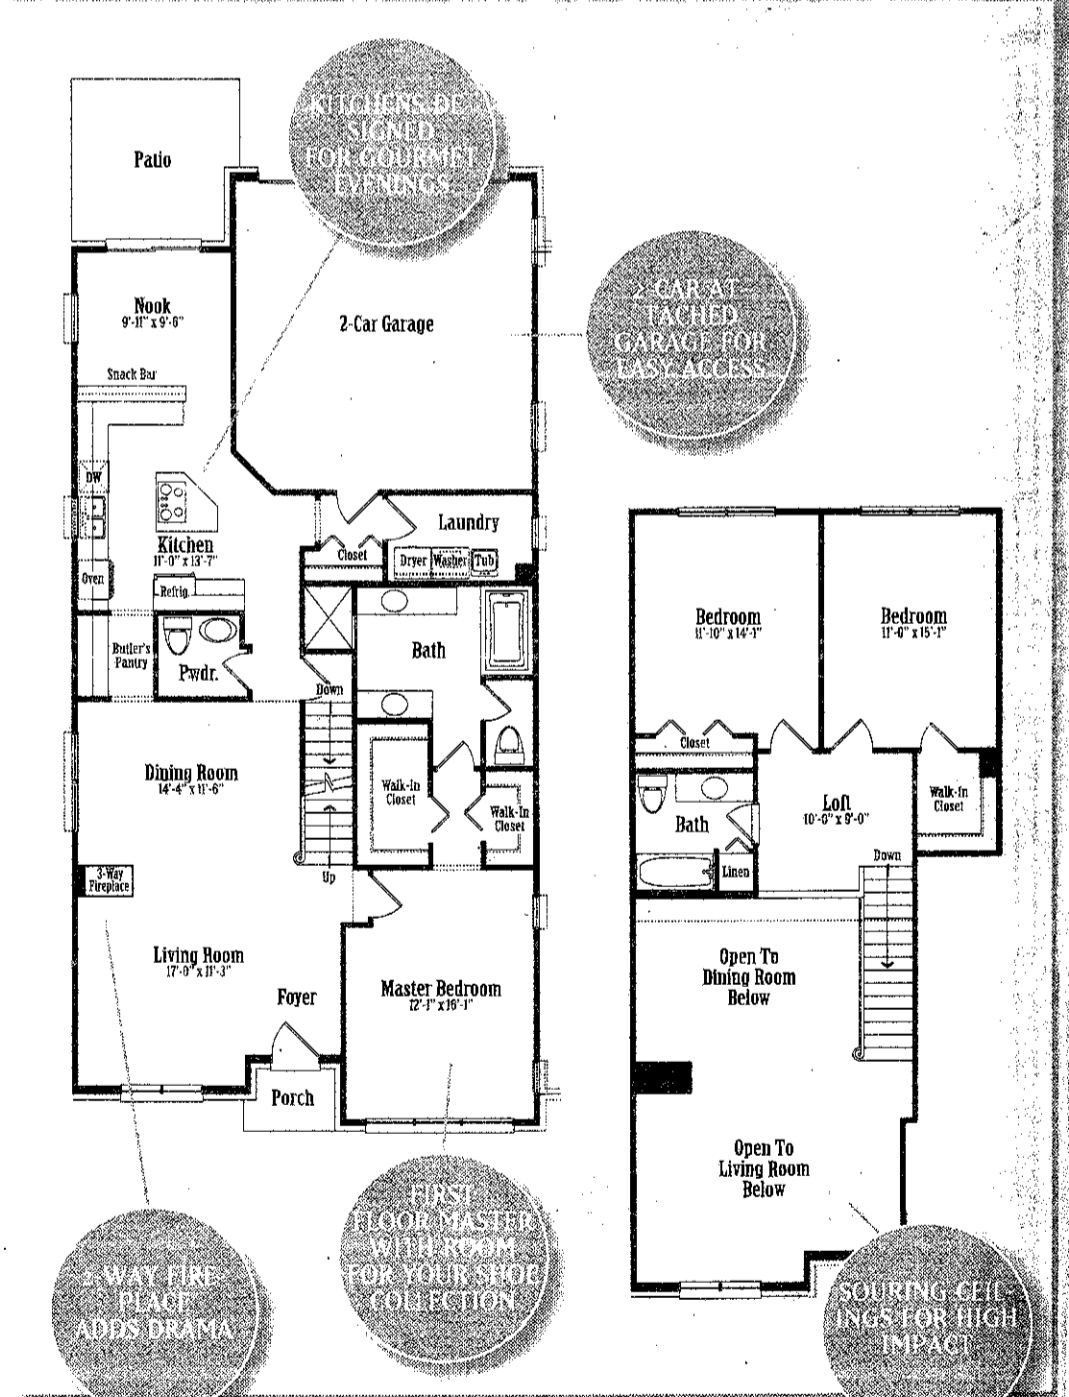 KITCHENS DE-
SIGNED
FOR GOURMET
EVENINGS
Patio
2-CAR AT-
TACHED
GARAGE FOR
EASY ACCESS
Nook
9'-11" x 9'-6"
2-Car Garage
Snack Bar
DW
Laundry
Kitchen
11'-0" x 13'-7"
Closet
Dryer
Washer
Tub
Oven
Refrig.
Butler's
Pantry
Pwdr.
Bath
Down
Dining Room
14'-4" x 11'-6"
Walk-In
Closet
Walk-In
Closet
3-Way
Fireplace
Up
Living Room
17'-0" x 11'-3"
Foyer
Master Bedroom
12'-1" x 16'-1"
Porch
Bedroom
11'-10" x 14'-1"
Bedroom
11'-0" x 15'-1"
Closet
Bath
Loft
10'-0" x 9'-0"
Walk-In
Closet
Linen
Down
Open To
Dining Room
Below
Open To
Living Room
Below
FIRST
FLOOR MASTER
WITH ROOM
FOR YOUR SHOE
COLLECTION
WAY FIRE-
PLACE
ADDS DRAMA
SOURING CEIL-
INGS FOR HIGH
IMPACT